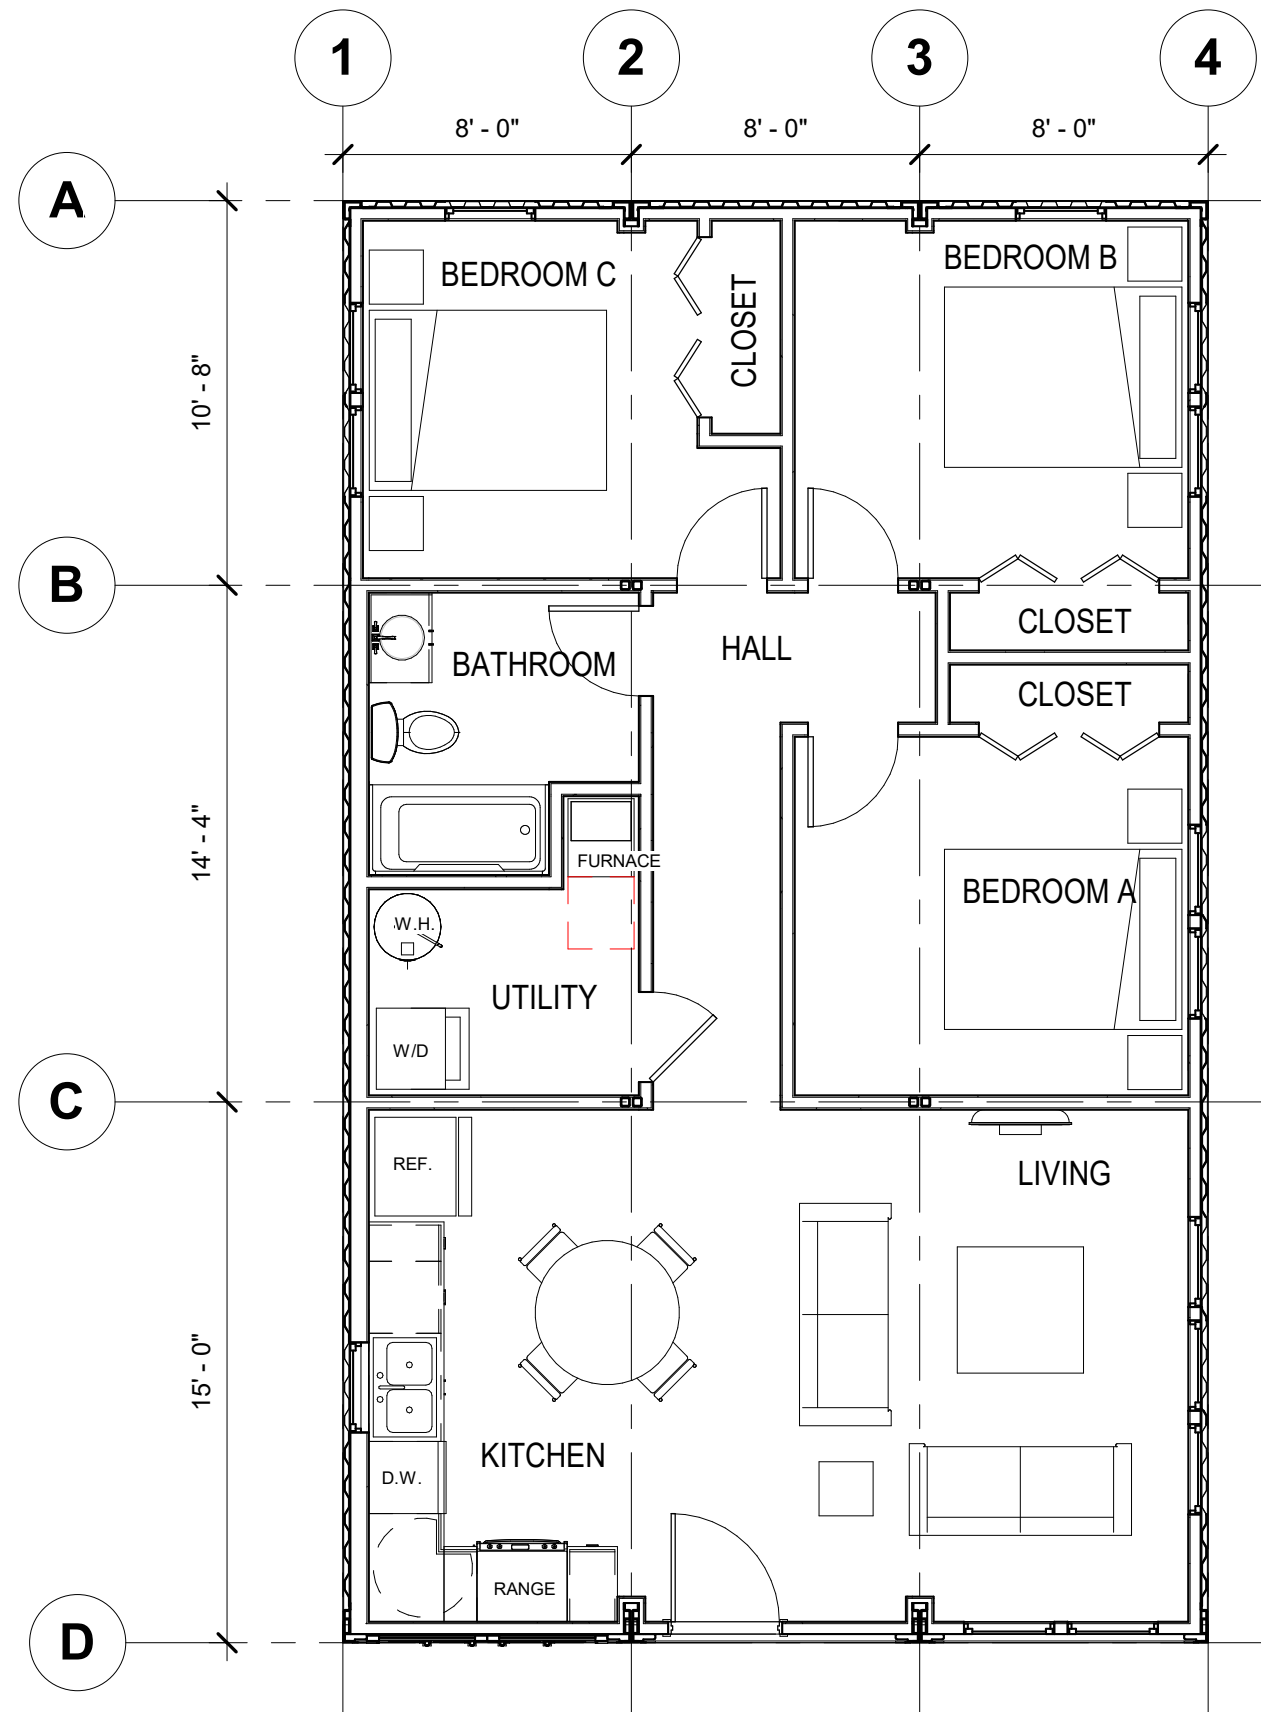 1 2 3 4
8' - 0" 8' - 0" 8' - 0"
A
BEDROOM C
CLOSET
BEDROOM B
10' - 8"
B
BATHROOM
HALL
CLOSET
CLOSET
14' - 4"
FURNACE
BEDROOM A
W.H.
UTILITY
W/D
C
REF.
LIVING
15' - 0"
KITCHEN
D.W.
RANGE
D